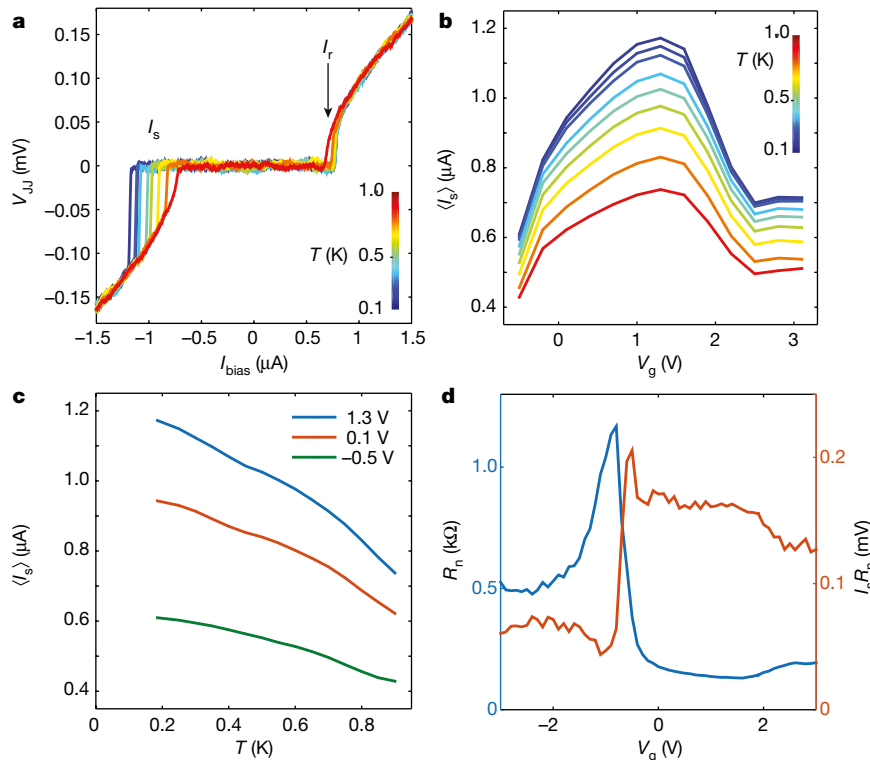 a
V_JJ (mV)
0.15
0.10
0.05
0
−0.05
−0.10
−0.15
I_s
I_r
1.0
T (K)
0.5
0.1
−1.5
−1.0
−0.5
0
0.5
1.0
1.5
I_bias (μA)
b
⟨I_s⟩ (μA)
1.2
1.0
0.8
0.6
0.4
1.0
T (K)
0.5
0.1
0
1
2
3
V_g (V)
c
⟨I_s⟩ (μA)
1.2
1.0
0.8
0.6
0.4
1.3 V
0.1 V
−0.5 V
0
0.2
0.4
0.6
0.8
T (K)
d
R_n (kΩ)
1.0
0.5
0
0.2
0.1
0
I_sR_n (mV)
−2
0
2
V_g (V)